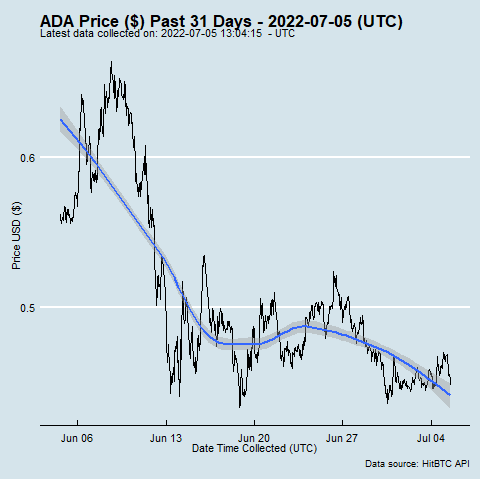 ADA Price ($) Past 31 Days - 2022-07-05 (UTC)
Latest data collected on: 2022-07-05 13:04:15 - UTC
0.6
0.5
Price USD ($)
Jun 06
Jun 13
Jun 20
Jun 27
Jul 04
Date Time Collected (UTC)
Data source: HitBTC API